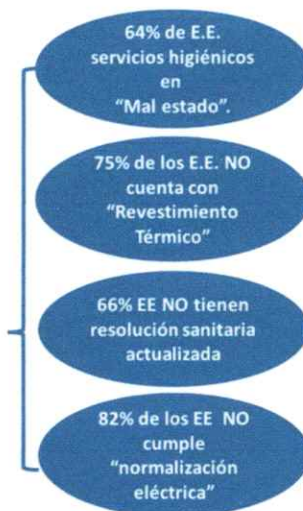 64% de E.E.
servicios higiénicos
en
“Mal estado”.
75% de los E.E. NO
cuenta con
“Revestimiento
Térmico”
66% EE NO tienen
resolución sanitaria
actualizada
82% de los EE  NO
cumple
“normalización
eléctrica”